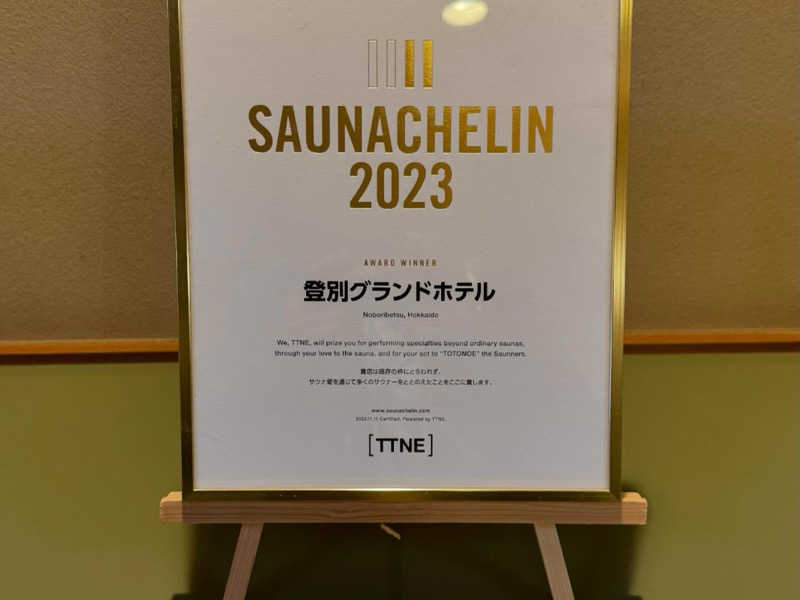 SAUNACHELIN
2023
AWARD WINNER
登別グランドホテル
Noboribetsu, Hokkaido
We, TTNE, will prize you for performing specialties beyond ordinary saunas,
through your love to the sauna, and for your act to "TOTONOE" the Saunners.
貴店は既存の枠にとらわれず、
サウナ愛を通じて多くのサウナーをととのえたことをここに賞します。
www.saunachelin.com
2023.11.11 Certified. Powered by TTNE.
[TTNE]